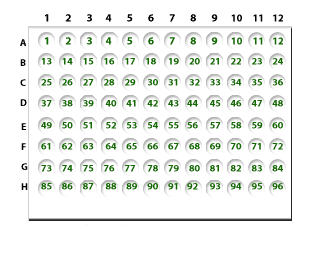 1 2 3 4 5 6 7 8 9 10 11 12
A 1 2 3 4 5 6 7 8 9 10 11 12
B 13 14 15 16 17 18 19 20 21 22 23 24
C 25 26 27 28 29 30 31 32 33 34 35 36
D 37 38 39 40 41 42 43 44 45 46 47 48
E 49 50 51 52 53 54 55 56 57 58 59 60
F 61 62 63 64 65 66 67 68 69 70 71 72
G 73 74 75 76 77 78 79 80 81 82 83 84
H 85 86 87 88 89 90 91 92 93 94 95 96